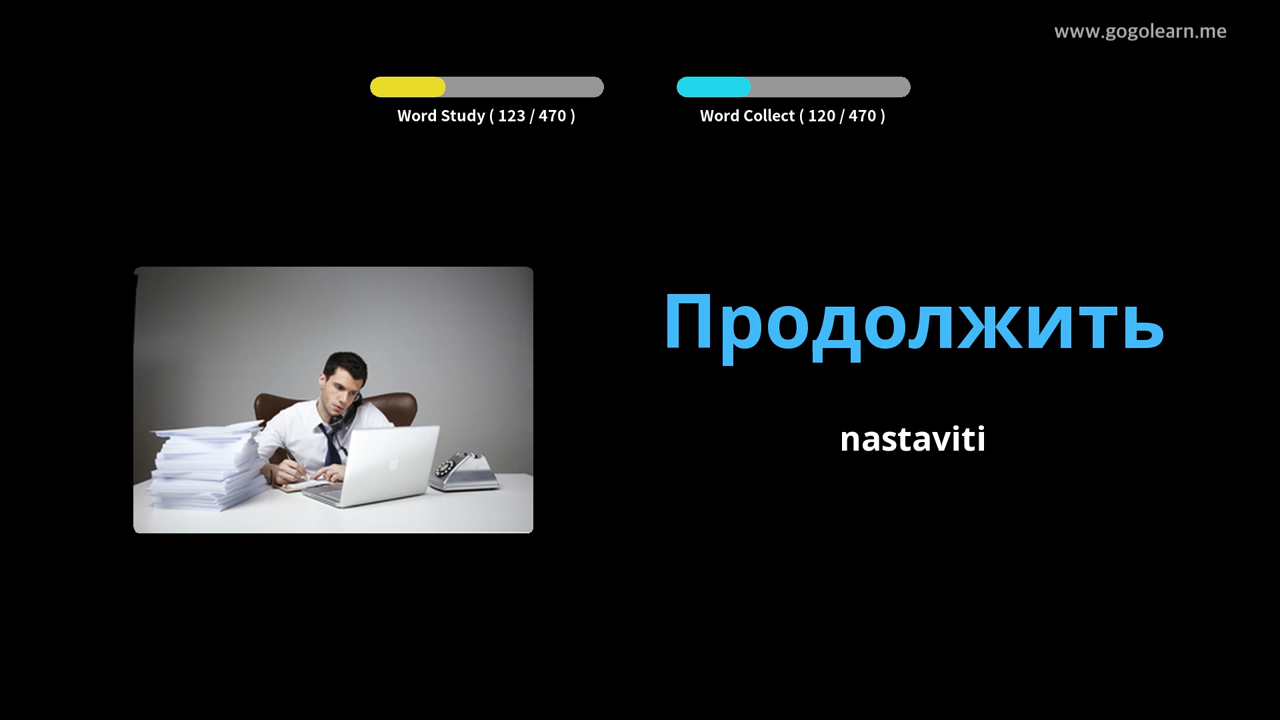 www.gogolearn.me
Word Study ( 123 / 470 )
Word Collect ( 120 / 470 )
Продолжить
nastaviti